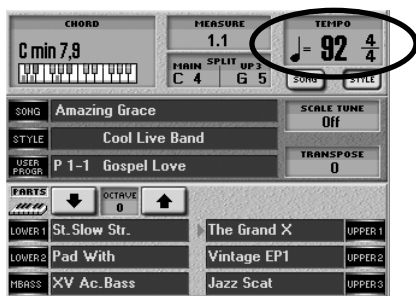 CHORD
MEASURE
TEMPO
C min 7,9
1.1
= 92 4/4
MAIN SPLIT UP3
C 4 G 5
SONG STYLE
SONG Amazing Grace
SCALE TUNE
Off
STYLE Cool Live Band
USER PROGR P 1-1 Gospel Love
TRANSPOSE
0
PARTS
OCTAVE
0
LOWER1 St.Slow Str. The Grand X UPPER1
LOWER2 Pad With Vintage EP1 UPPER2
MBASS XV Ac.Bass Jazz Scat UPPER3